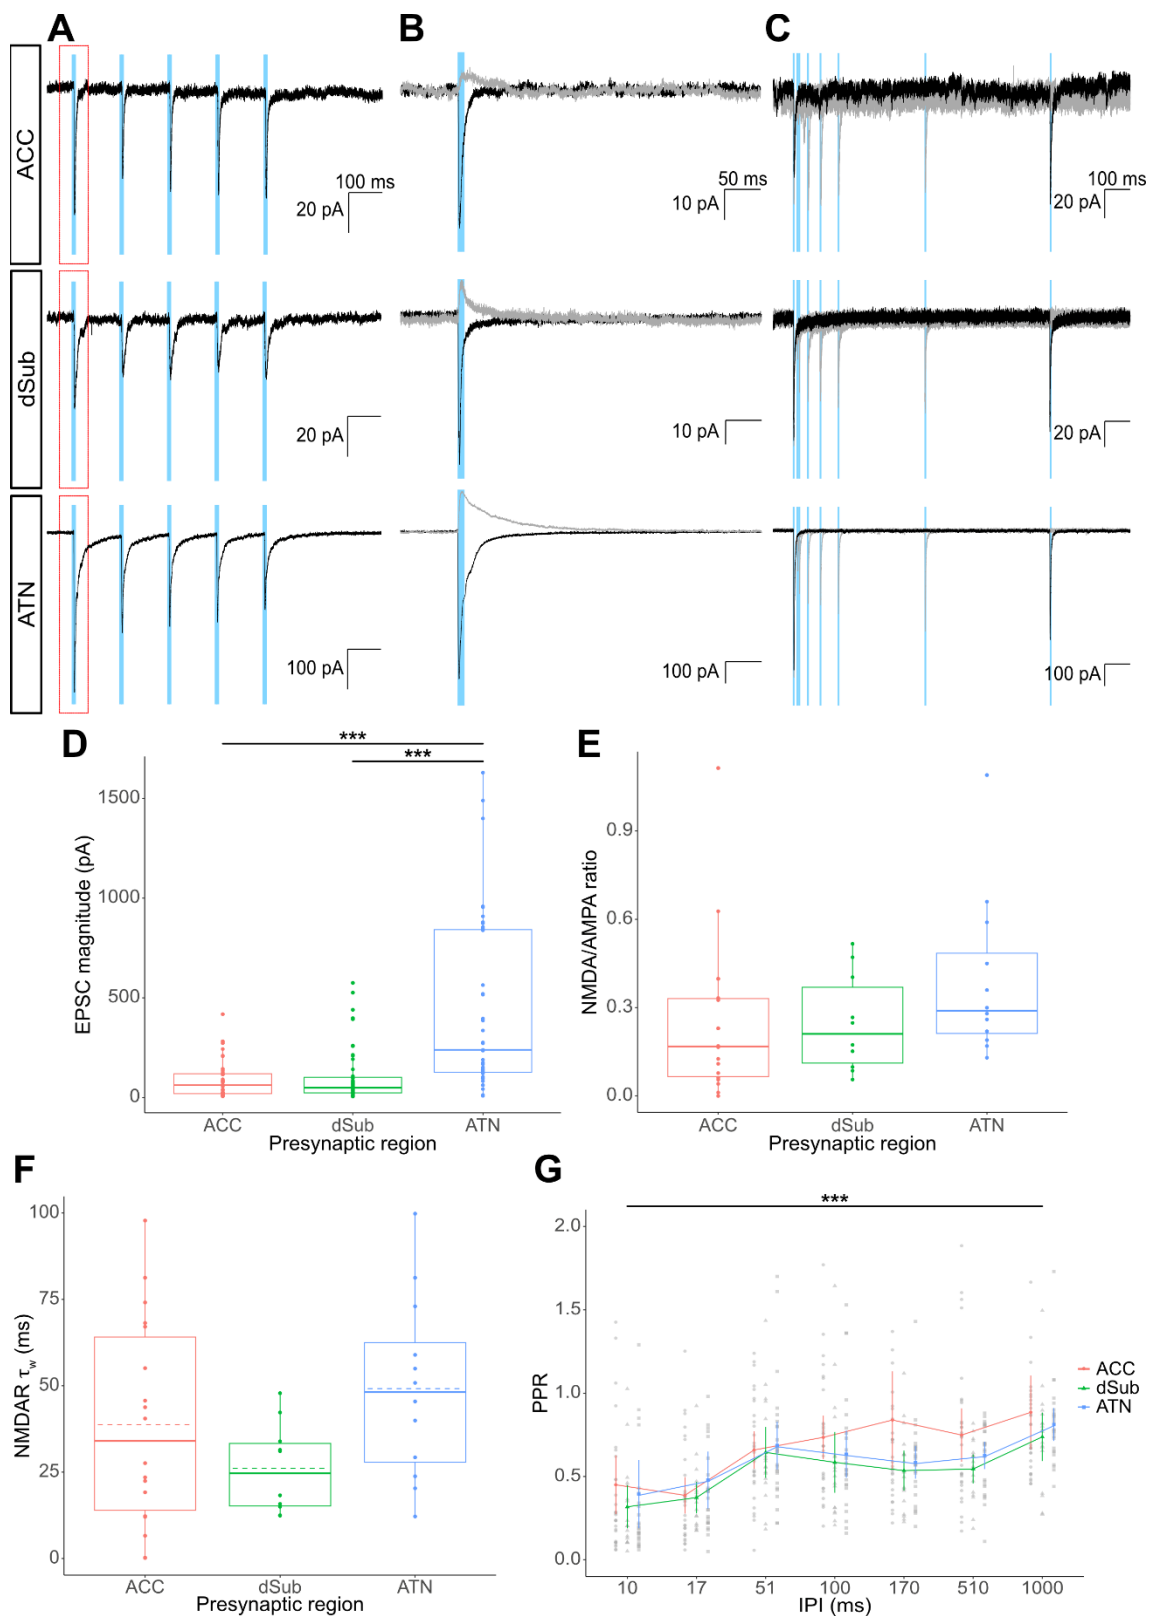 A
B
C
ACC
100 ms
20 pA
50 ms
10 pA
100 ms
20 pA
dSub
20 pA
10 pA
20 pA
ATN
100 pA
100 pA
100 pA
D
***
***
EPSC magnitude (pA)
1500
1000
500
0
ACC
dSub
ATN
Presynaptic region
E
NMDA/AMPA ratio
0.9
0.6
0.3
0.0
ACC
dSub
ATN
Presynaptic region
F
NMDAR τw (ms)
100
75
50
25
0
ACC
dSub
ATN
Presynaptic region
G
***
PPR
2.0
1.5
1.0
0.5
0.0
10
17
51
100
170
510
1000
IPI (ms)
ACC
dSub
ATN